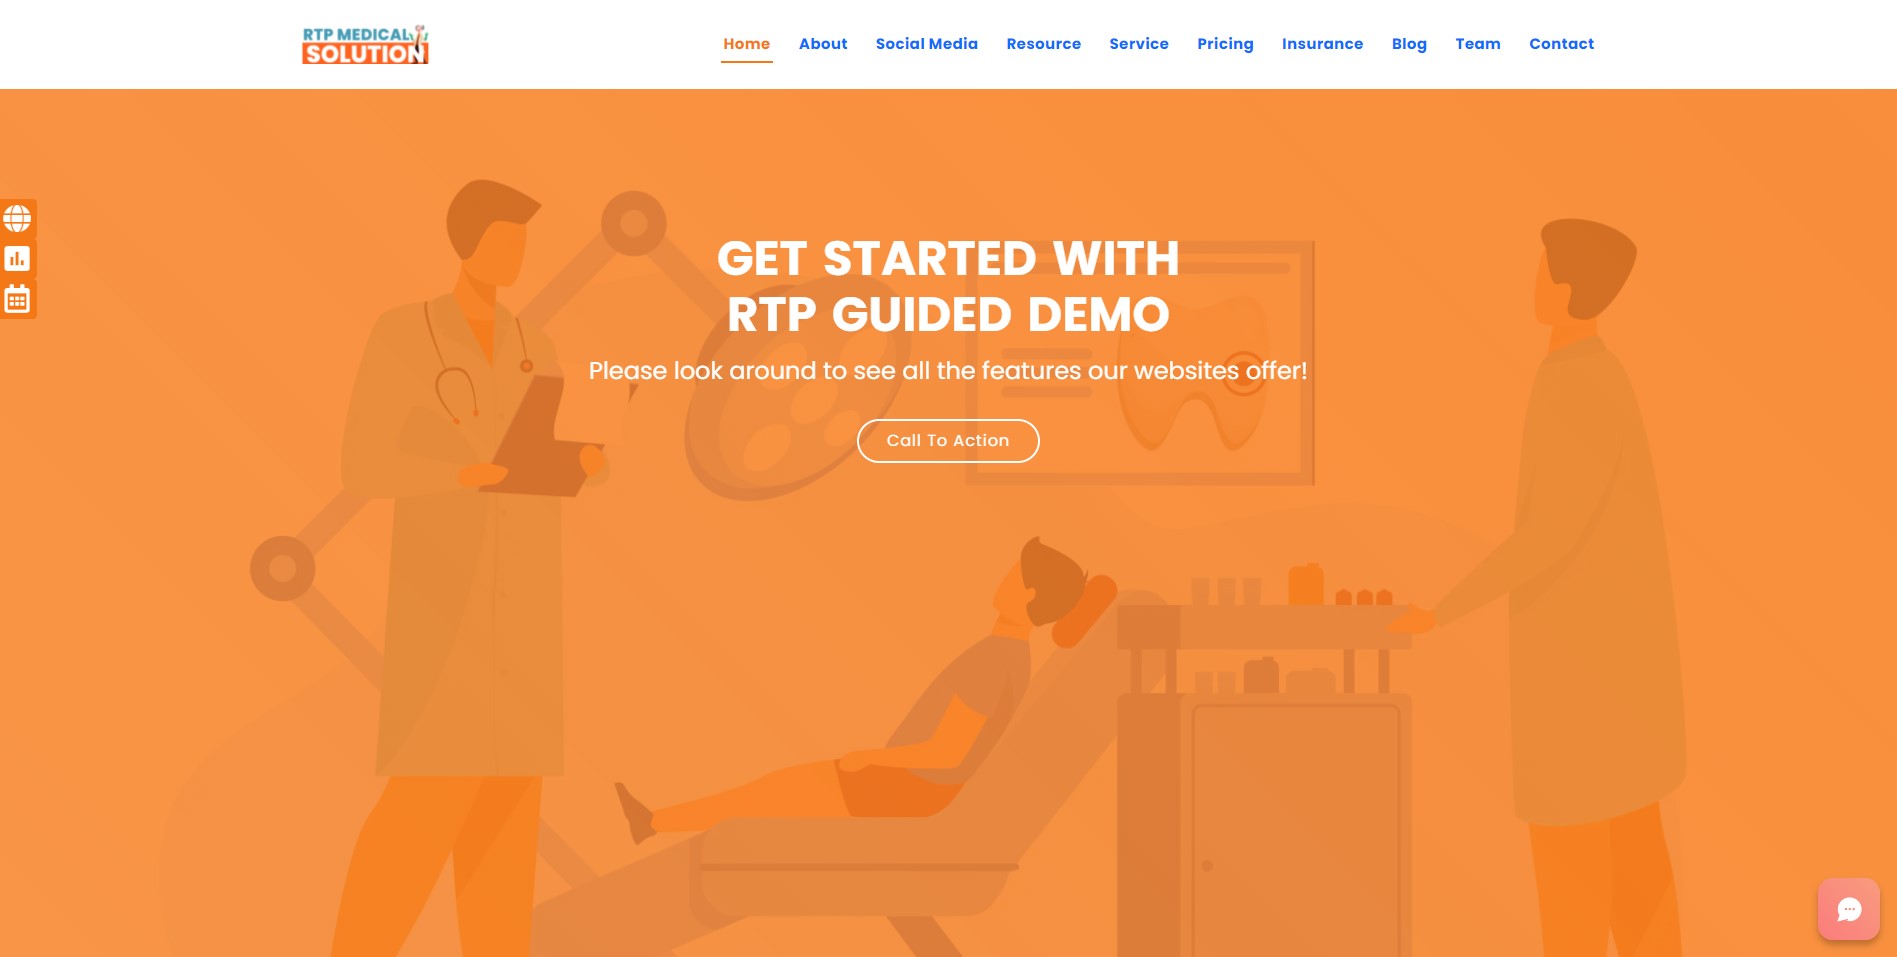 RTP MEDICAL
SOLUTION
Home About Social Media Resource Service Pricing Insurance Blog Team Contact
GET STARTED WITH
RTP GUIDED DEMO
Please look around to see all the features our websites offer!
Call To Action